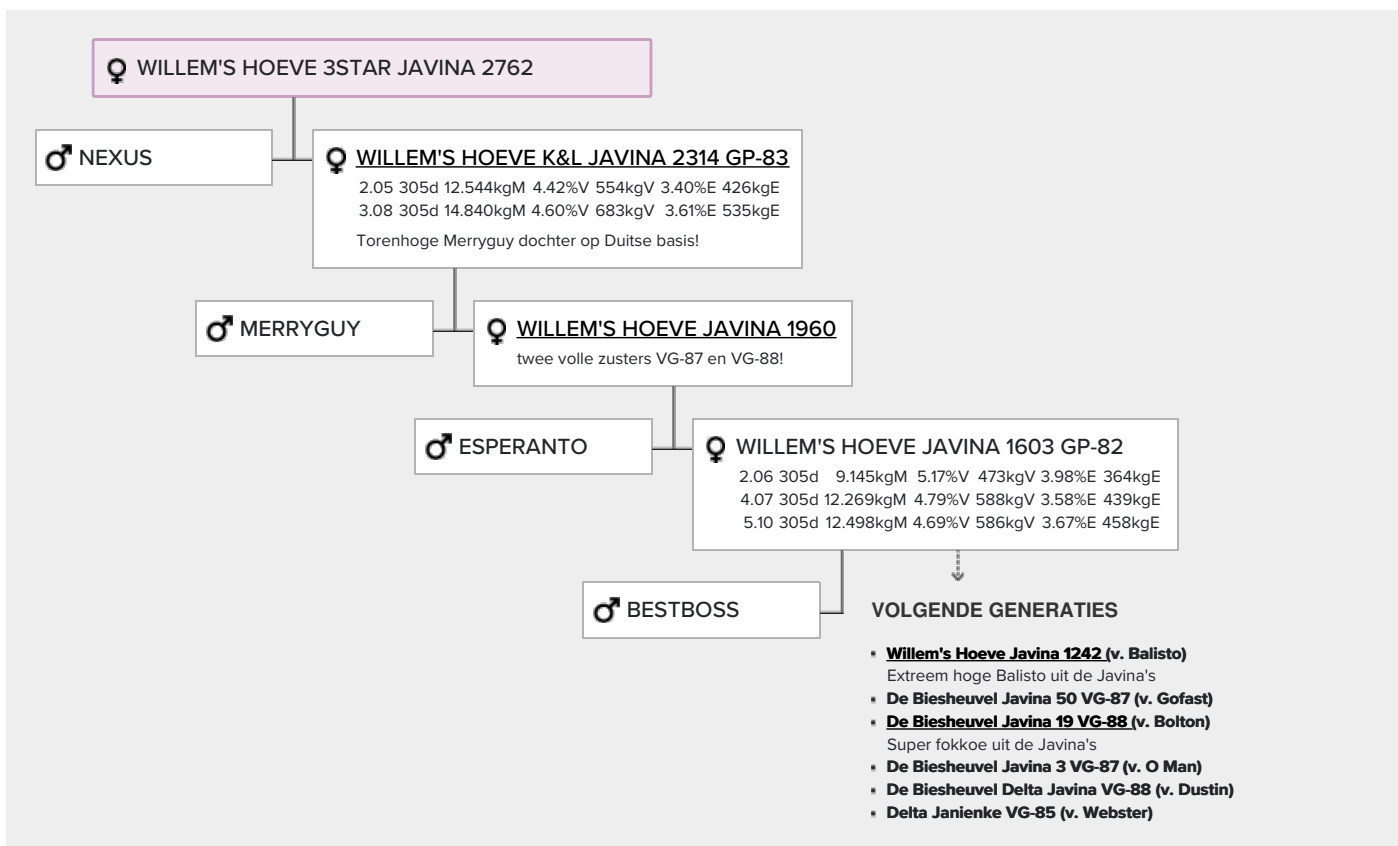 WILLEM'S HOEVE 3STAR JAVINA 2762
NEXUS
WILLEM'S HOEVE K&L JAVINA 2314 GP-83
2.05 305d 12.544kgM 4.42%V 554kgV 3.40%E 426kgE
3.08 305d 14.840kgM 4.60%V 683kgV 3.61%E 535kgE
Torenhoge Merryguy dochter op Duitse basis!
MERRYGUY
WILLEM'S HOEVE JAVINA 1960
twee volle zusters VG-87 en VG-88!
ESPERANTO
WILLEM'S HOEVE JAVINA 1603 GP-82
2.06 305d 9.145kgM 5.17%V 473kgV 3.98%E 364kgE
4.07 305d 12.269kgM 4.79%V 588kgV 3.58%E 439kgE
5.10 305d 12.498kgM 4.69%V 586kgV 3.67%E 458kgE
BESTBOSS
VOLGENDE GENERATIES
Willem's Hoeve Javina 1242 (v. Balisto)
Extreem hoge Balisto uit de Javina's
De Biesheuvel Javina 50 VG-87 (v. Gofast)
De Biesheuvel Javina 19 VG-88 (v. Bolton)
Super fokkoe uit de Javina's
De Biesheuvel Javina 3 VG-87 (v. O Man)
De Biesheuvel Delta Javina VG-88 (v. Dustin)
Delta Janienke VG-85 (v. Webster)